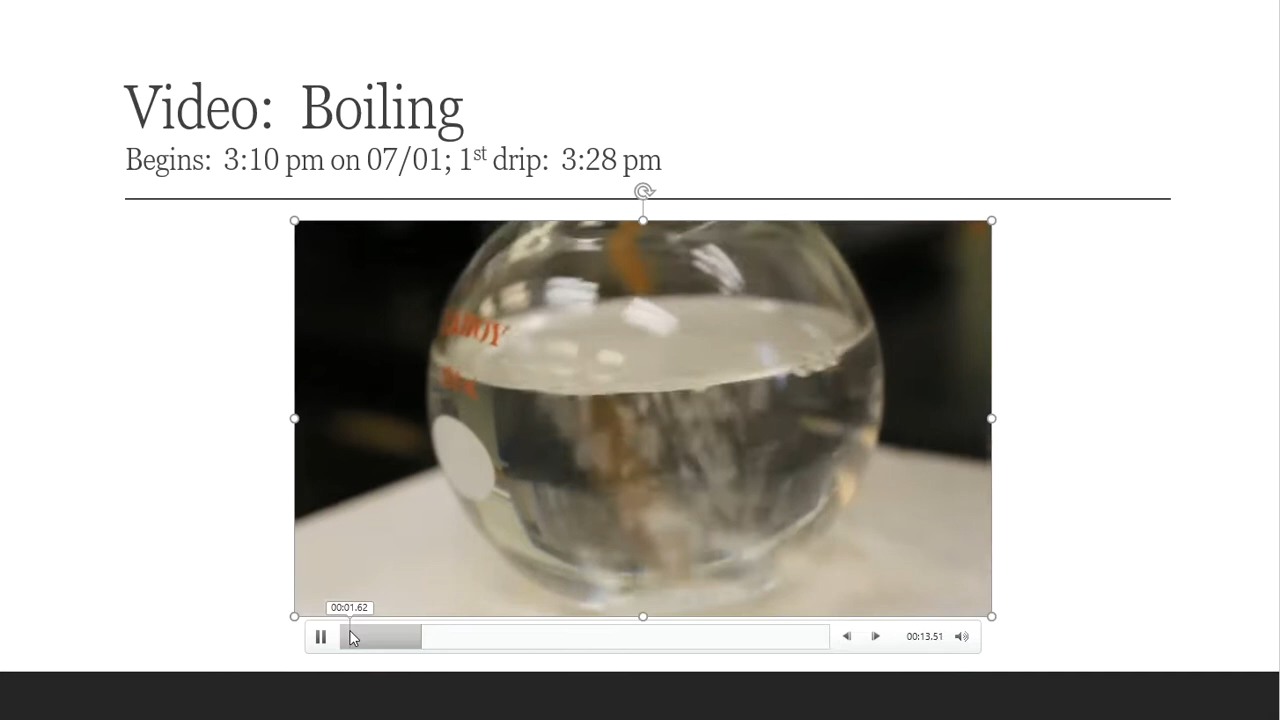 Video: Boiling
Begins: 3:10 pm on 07/01; 1st drip: 3:28 pm
00:01.62
00:13.51